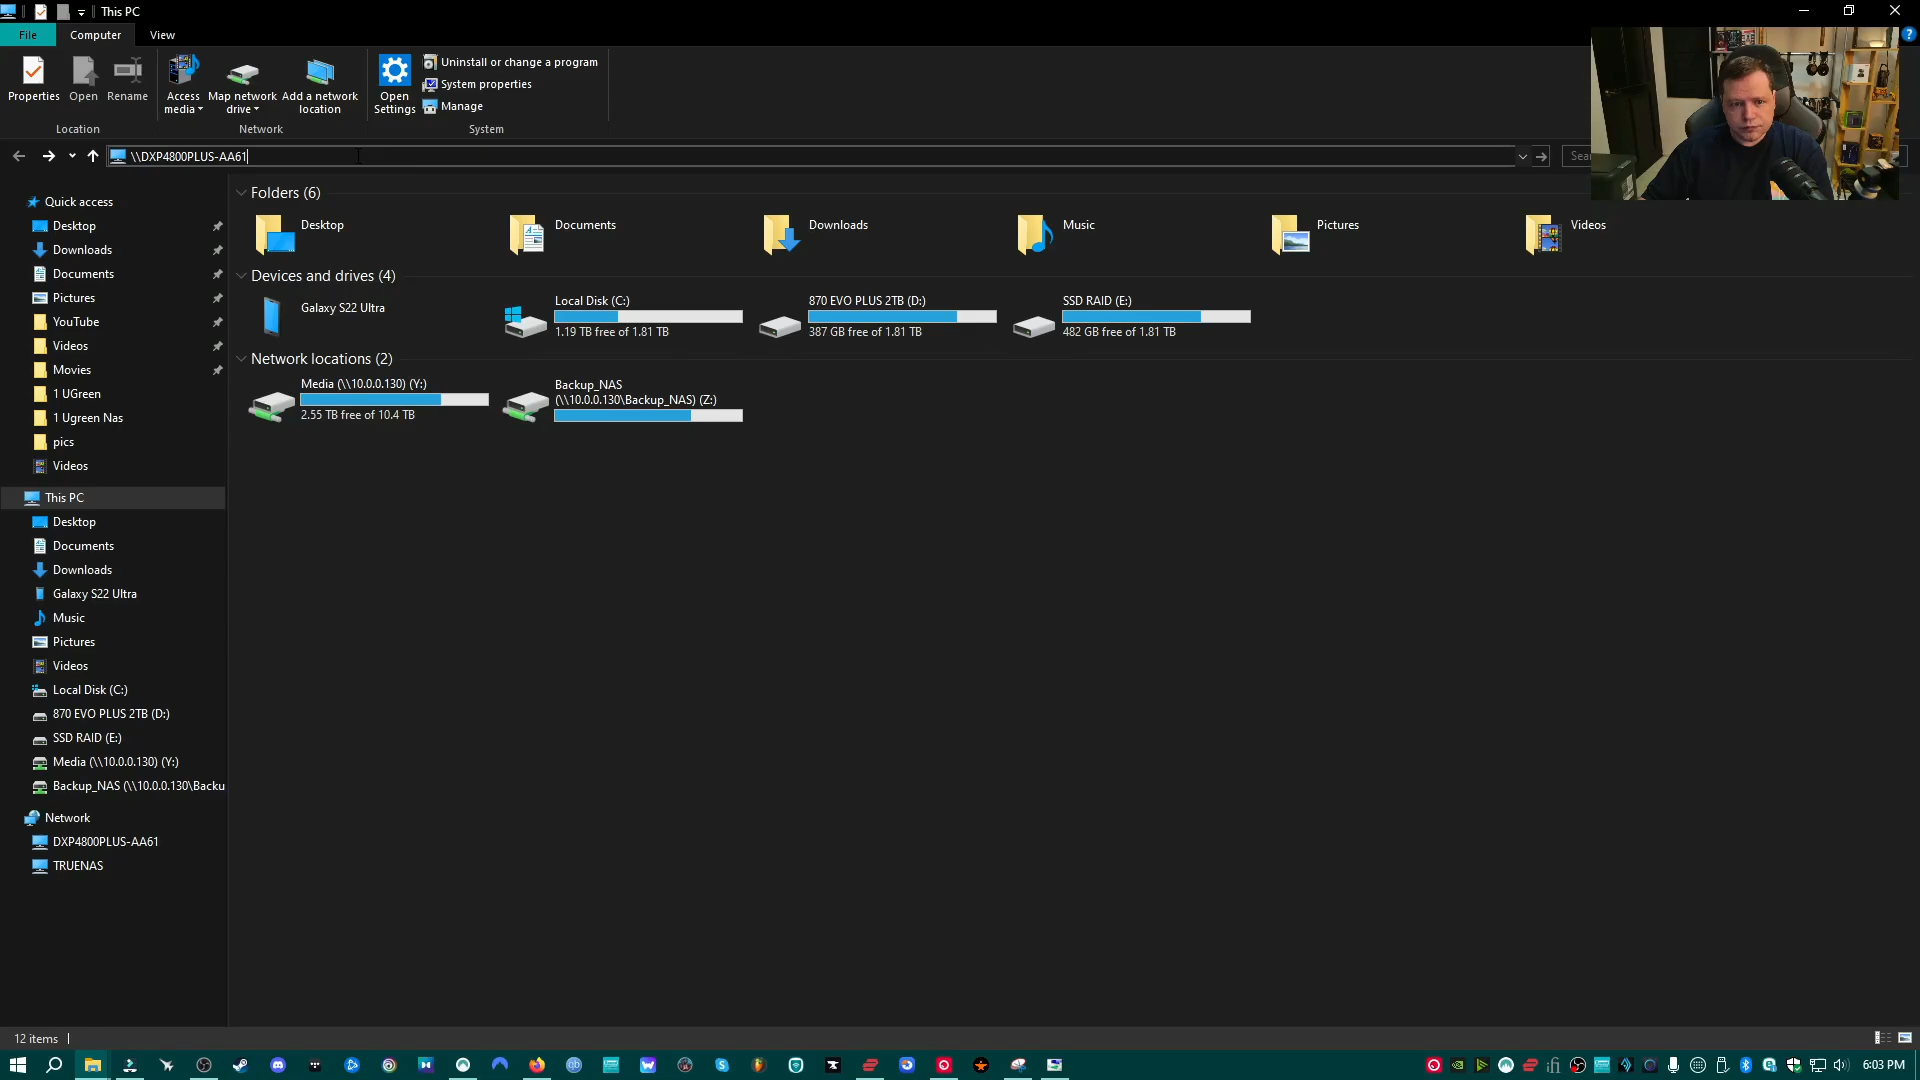 This PC
File
Computer
View
Properties
Open
Rename
Access media
Map network drive
Add a network location
Open Settings
Uninstall or change a program
System properties
Manage
Location
Network
System
\\DXP4800PLUS-AA61
Sea
Quick access
Desktop
Downloads
Documents
Pictures
YouTube
Videos
Movies
1 UGreen
1 Ugreen Nas
pics
Videos
This PC
Desktop
Documents
Downloads
Galaxy S22 Ultra
Music
Pictures
Videos
Local Disk (C:)
870 EVO PLUS 2TB (D:)
SSD RAID (E:)
Media (\\10.0.0.130) (Y:)
Backup_NAS (\\10.0.0.130\Backu
Network
DXP4800PLUS-AA61
TRUENAS
Folders (6)
Desktop
Documents
Downloads
Music
Pictures
Videos
Devices and drives (4)
Galaxy S22 Ultra
Local Disk (C:)
1.19 TB free of 1.81 TB
870 EVO PLUS 2TB (D:)
387 GB free of 1.81 TB
SSD RAID (E:)
482 GB free of 1.81 TB
Network locations (2)
Media (\\10.0.0.130) (Y:)
2.55 TB free of 10.4 TB
Backup_NAS
(\\10.0.0.130\Backup_NAS) (Z:)
12 items
6:03 PM